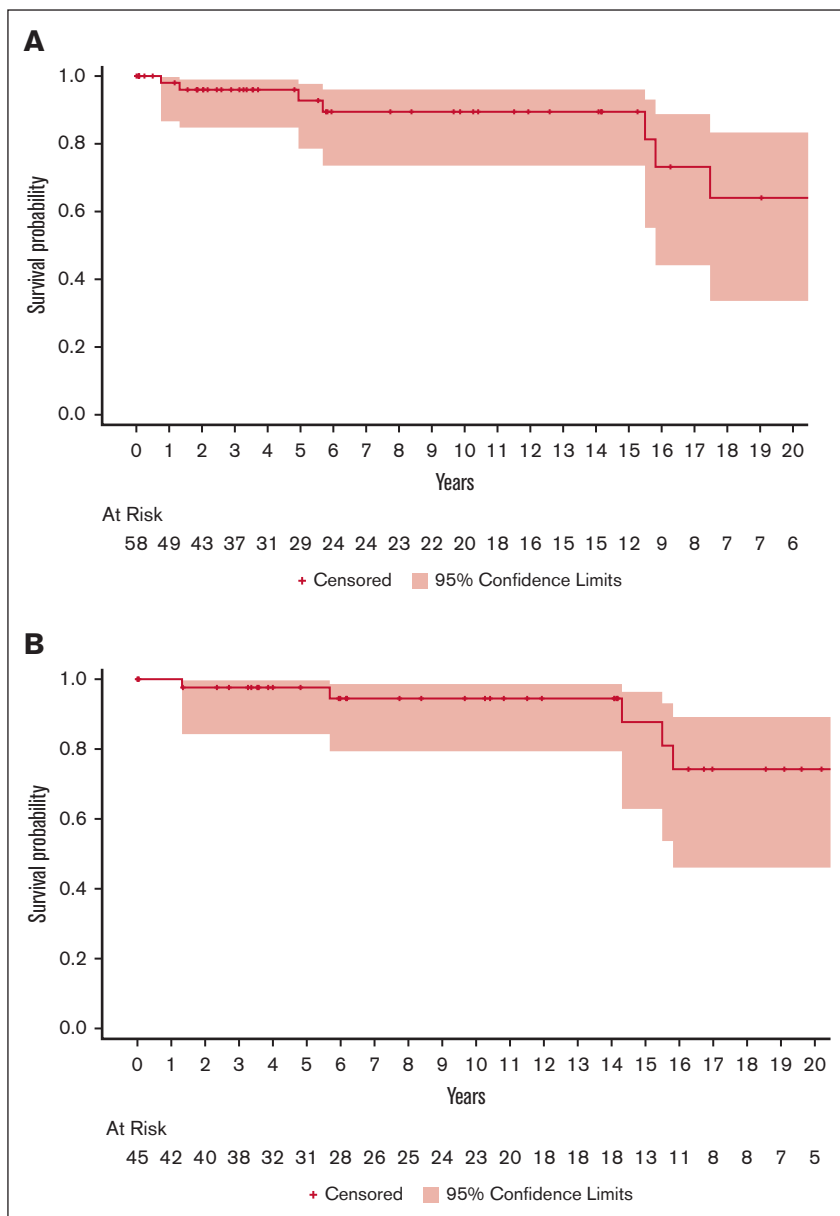 A
Survival probability
1.0
0.8
0.6
0.4
0.2
0.0
0 1 2 3 4 5 6 7 8 9 10 11 12 13 14 15 16 17 18 19 20
Years
At Risk
58 49 43 37 31 29 24 24 23 22 20 18 16 15 15 12 9 8 7 7 6
+ Censored 95% Confidence Limits
B
Survival probability
1.0
0.8
0.6
0.4
0.2
0.0
0 1 2 3 4 5 6 7 8 9 10 11 12 13 14 15 16 17 18 19 20
Years
At Risk
45 42 40 38 32 31 28 26 25 24 23 20 18 18 18 13 11 8 8 7 5
+ Censored 95% Confidence Limits